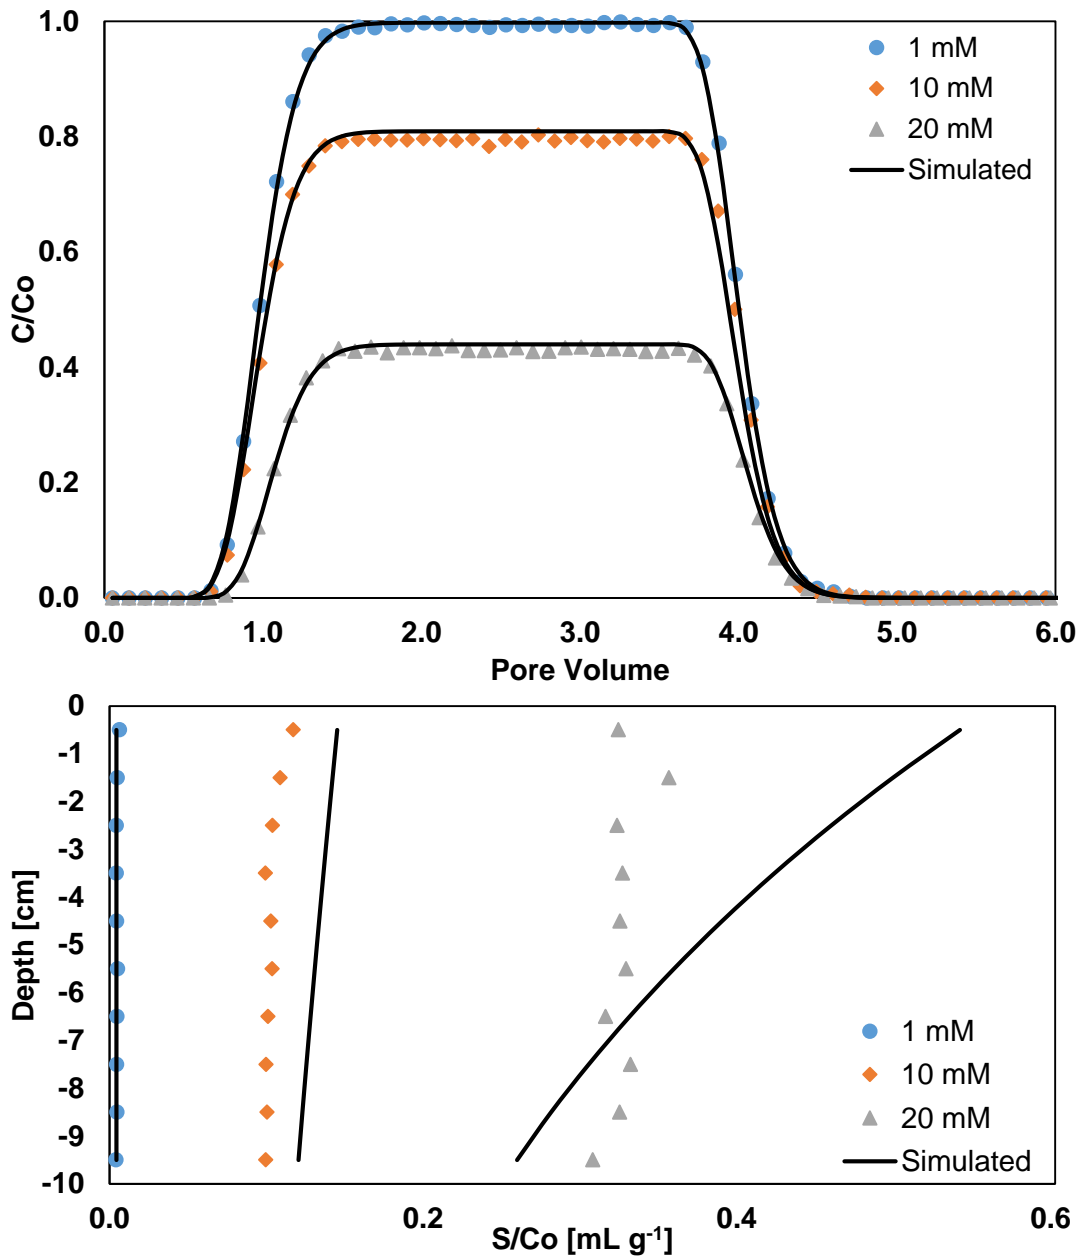 1.0
0.8
0.6
0.4
0.2
0.0
C/Co
1 mM
10 mM
20 mM
Simulated
0.0 1.0 2.0 3.0 4.0 5.0 6.0
Pore Volume
0
-1
-2
-3
-4
-5
-6
-7
-8
-9
-10
Depth [cm]
1 mM
10 mM
20 mM
Simulated
0.0 0.2 0.4 0.6
S/Co [mL g⁻¹]